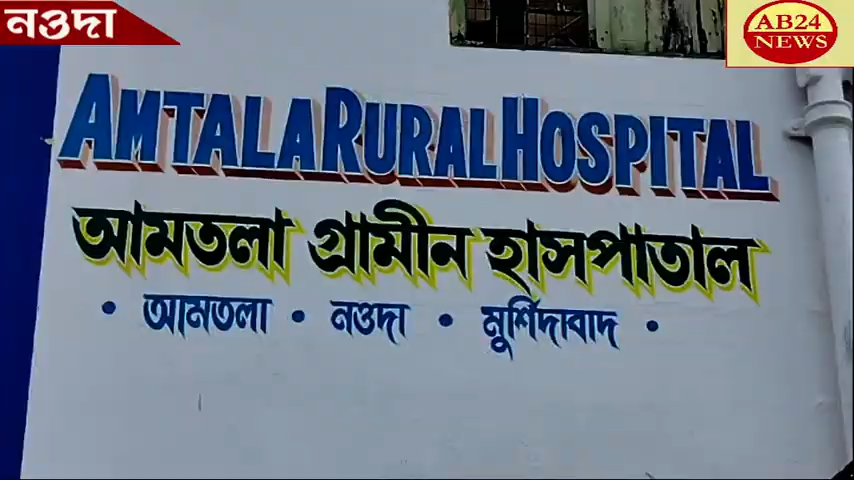 নওদা
AB24
NEWS
AMTALA RURAL HOSPITAL
আমতলা গ্রামীন হাসপাতাল
• আমতলা • নওদা • মুর্শিদাবাদ •